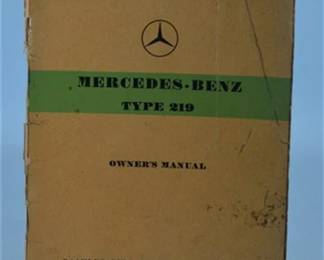 MERCEDES-BENZ
TYPE 219
OWNER'S MANUAL